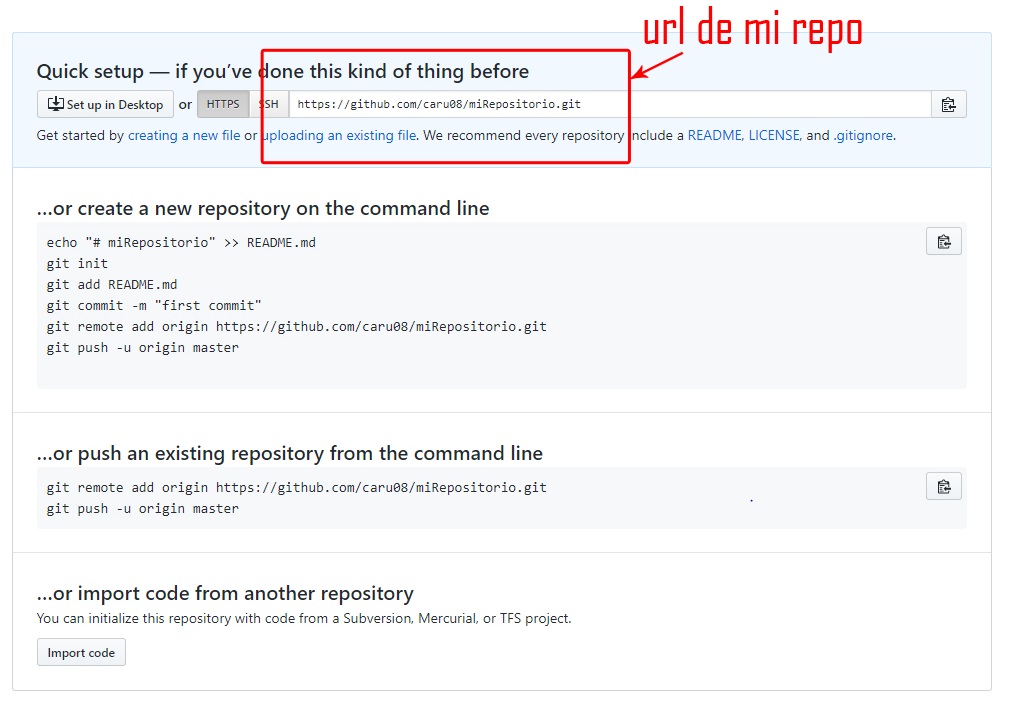 url de mi repo
Quick setup — if you’ve done this kind of thing before
Set up in Desktop or HTTPS SSH https://github.com/caru08/miRepositorio.git
Get started by creating a new file or uploading an existing file. We recommend every repository include a README, LICENSE, and .gitignore.
…or create a new repository on the command line
echo "# miRepositorio" >> README.md
git init
git add README.md
git commit -m "first commit"
git remote add origin https://github.com/caru08/miRepositorio.git
git push -u origin master
…or push an existing repository from the command line
git remote add origin https://github.com/caru08/miRepositorio.git
git push -u origin master
…or import code from another repository
You can initialize this repository with code from a Subversion, Mercurial, or TFS project.
Import code